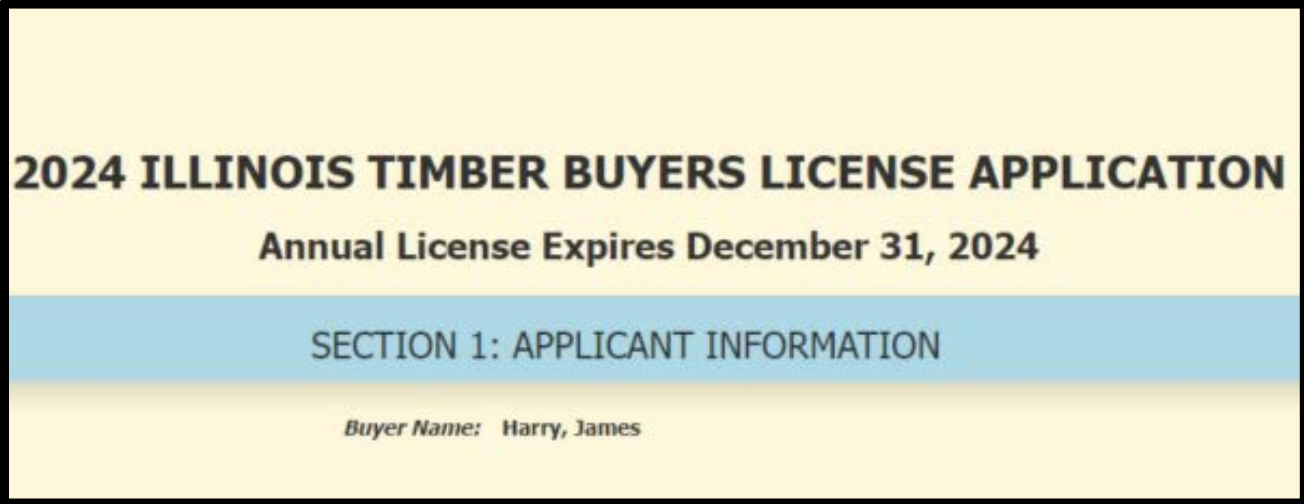 2024 ILLINOIS TIMBER BUYERS LICENSE APPLICATION
Annual License Expires December 31, 2024
SECTION 1: APPLICANT INFORMATION
Buyer Name: Harry, James